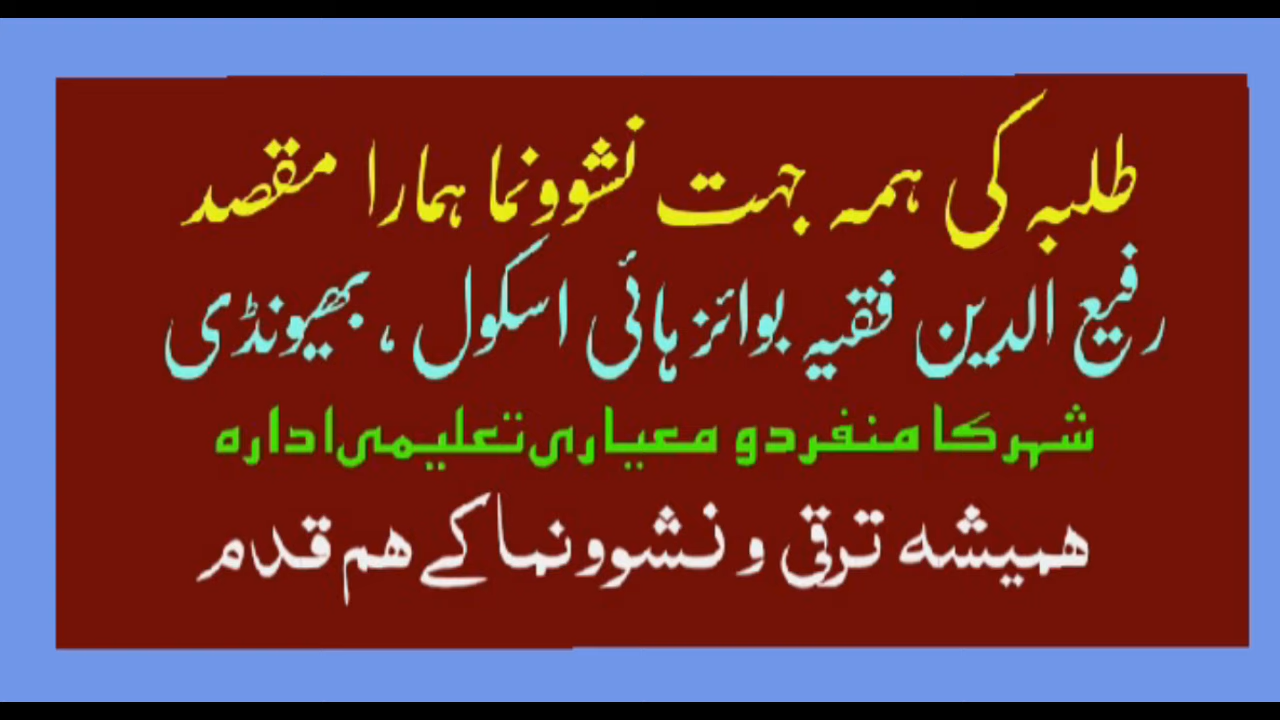 طلبہ کی ہمہ جہت نشوونما ہمارا مقصد
رفیع الدین فقیہ بوائز ہائی اسکول ، بھیونڈی
شہر کا منفرد و معیاری تعلیمی ادارہ
ہمیشہ ترقی و نشوونما کے ہم قدم